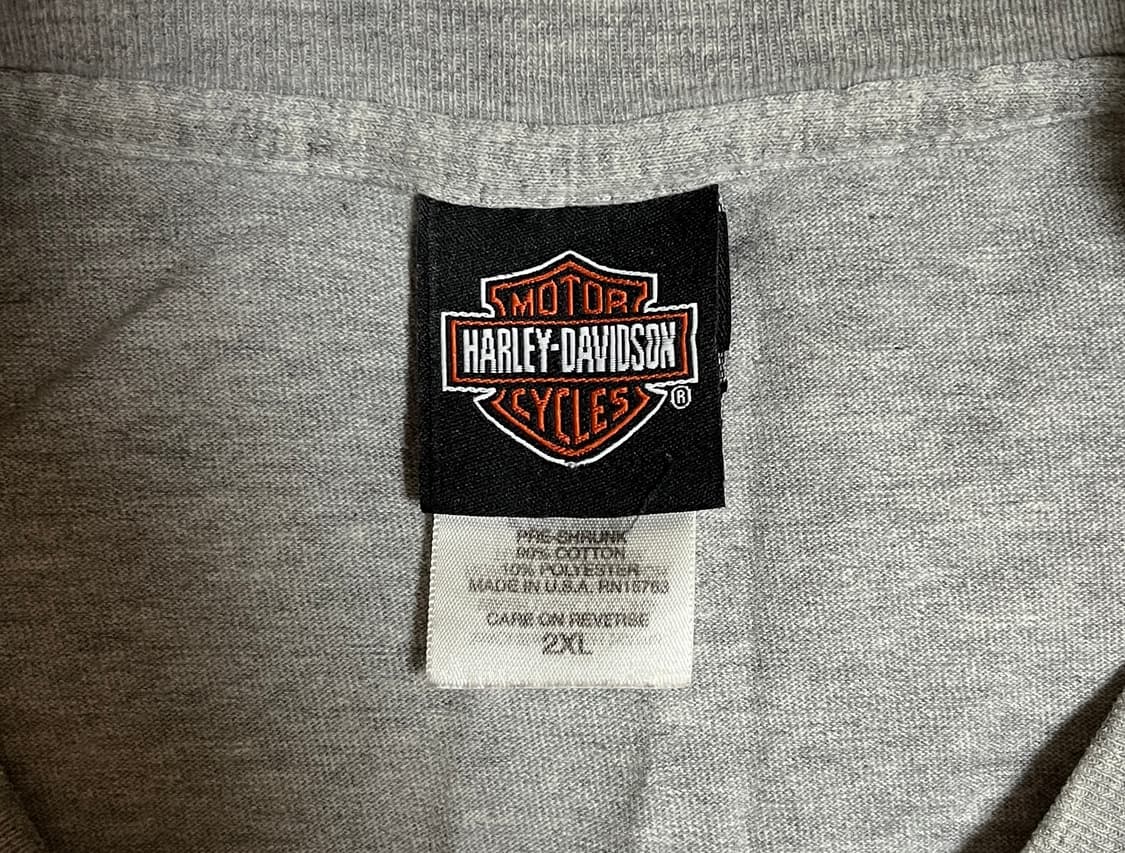 MOTOR
HARLEY-DAVIDSON
CYCLES
®
PRE-SHRUNK
90% COTTON
10% POLYESTER
MADE IN U.S.A. RN15763
CARE ON REVERSE
2XL